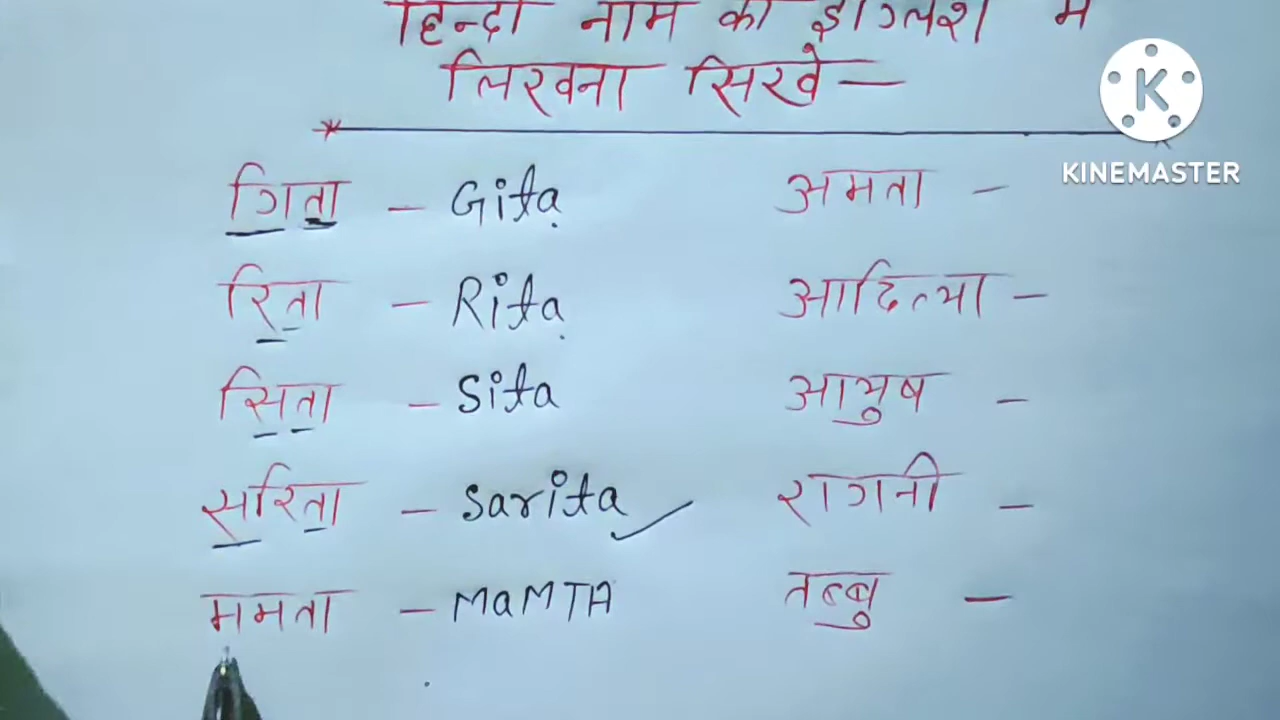 हिन्दी नाम को इंग्लिश में
लिखना सिखे —
K
KINEMASTER
गिता – Gita अमता –
रिता – Rita आदित्या –
सिता – Sita आयुष –
सरिता – Sarita रागनी –
ममता – MaMTA तब्बु –